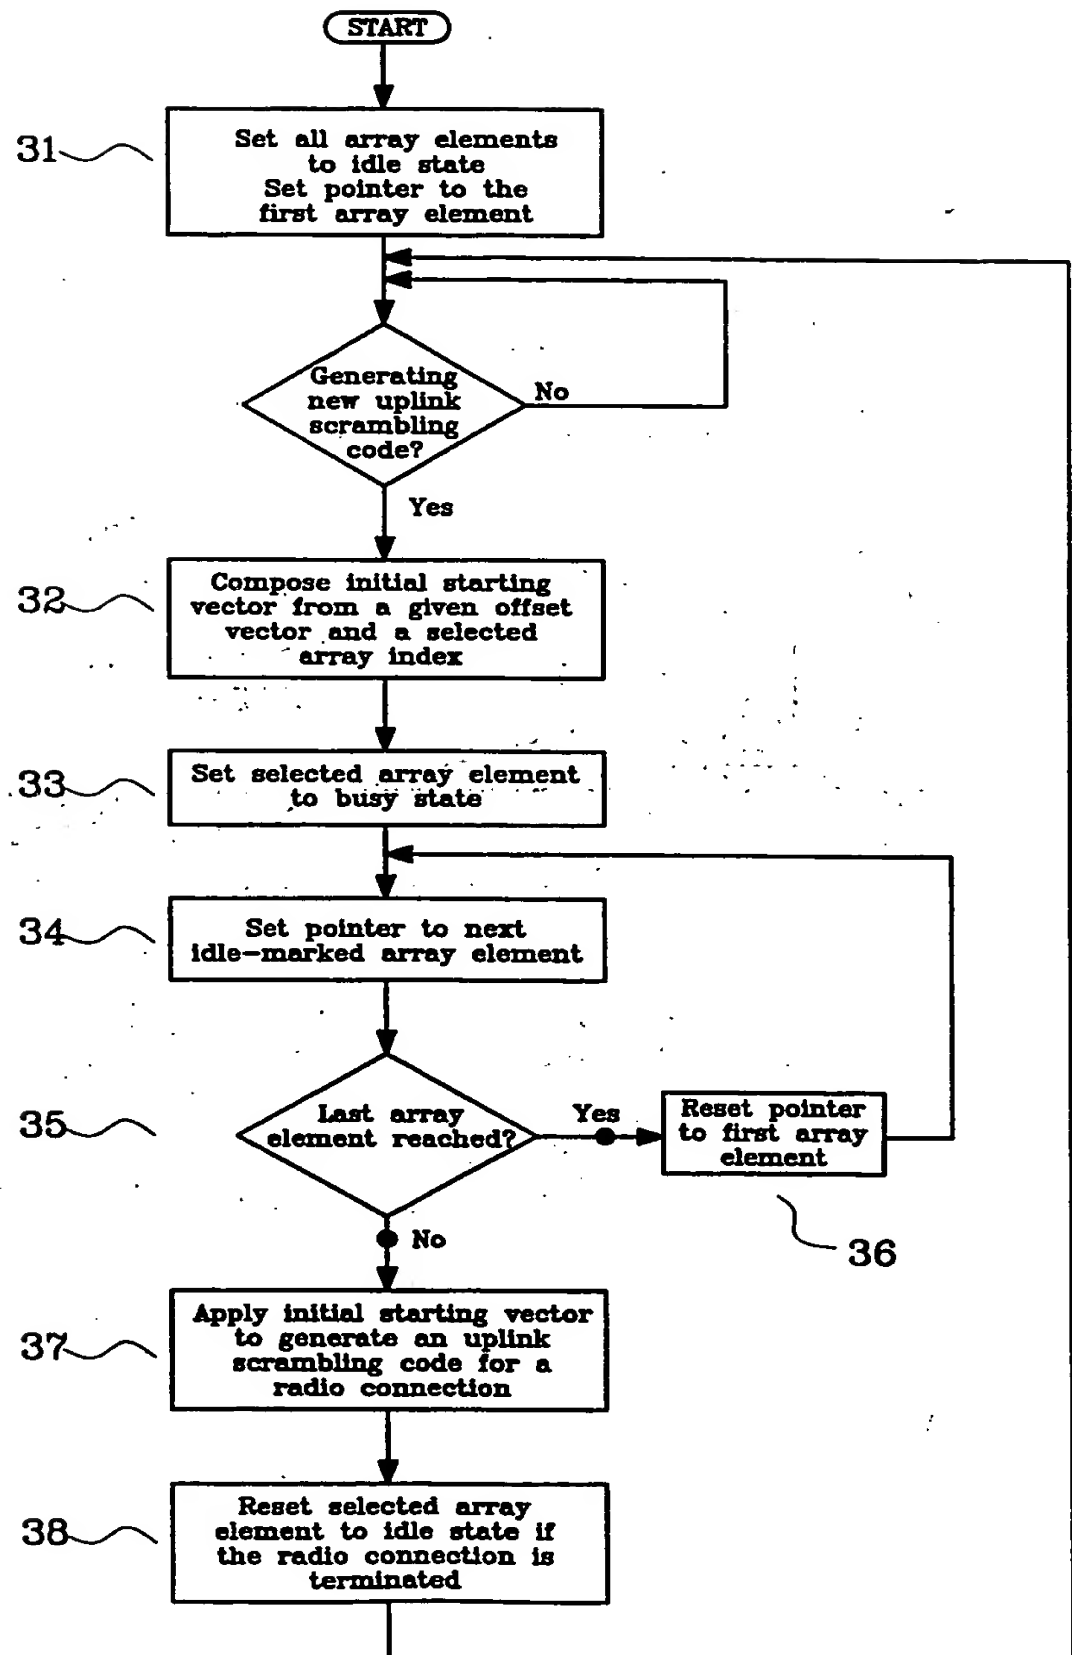 START
31
Set all array elements
to idle state
Set pointer to the
first array element
Generating
new uplink
scrambling
code?
No
Yes
32
Compose initial starting
vector from a given offset
vector and a selected
array index
33
Set selected array element
to busy state
34
Set pointer to next
idle-marked array element
35
Last array
element reached?
Yes
Reset pointer
to first array
element
36
No
37
Apply initial starting vector
to generate an uplink
scrambling code for a
radio connection
38
Reset selected array
element to idle state if
the radio connection is
terminated